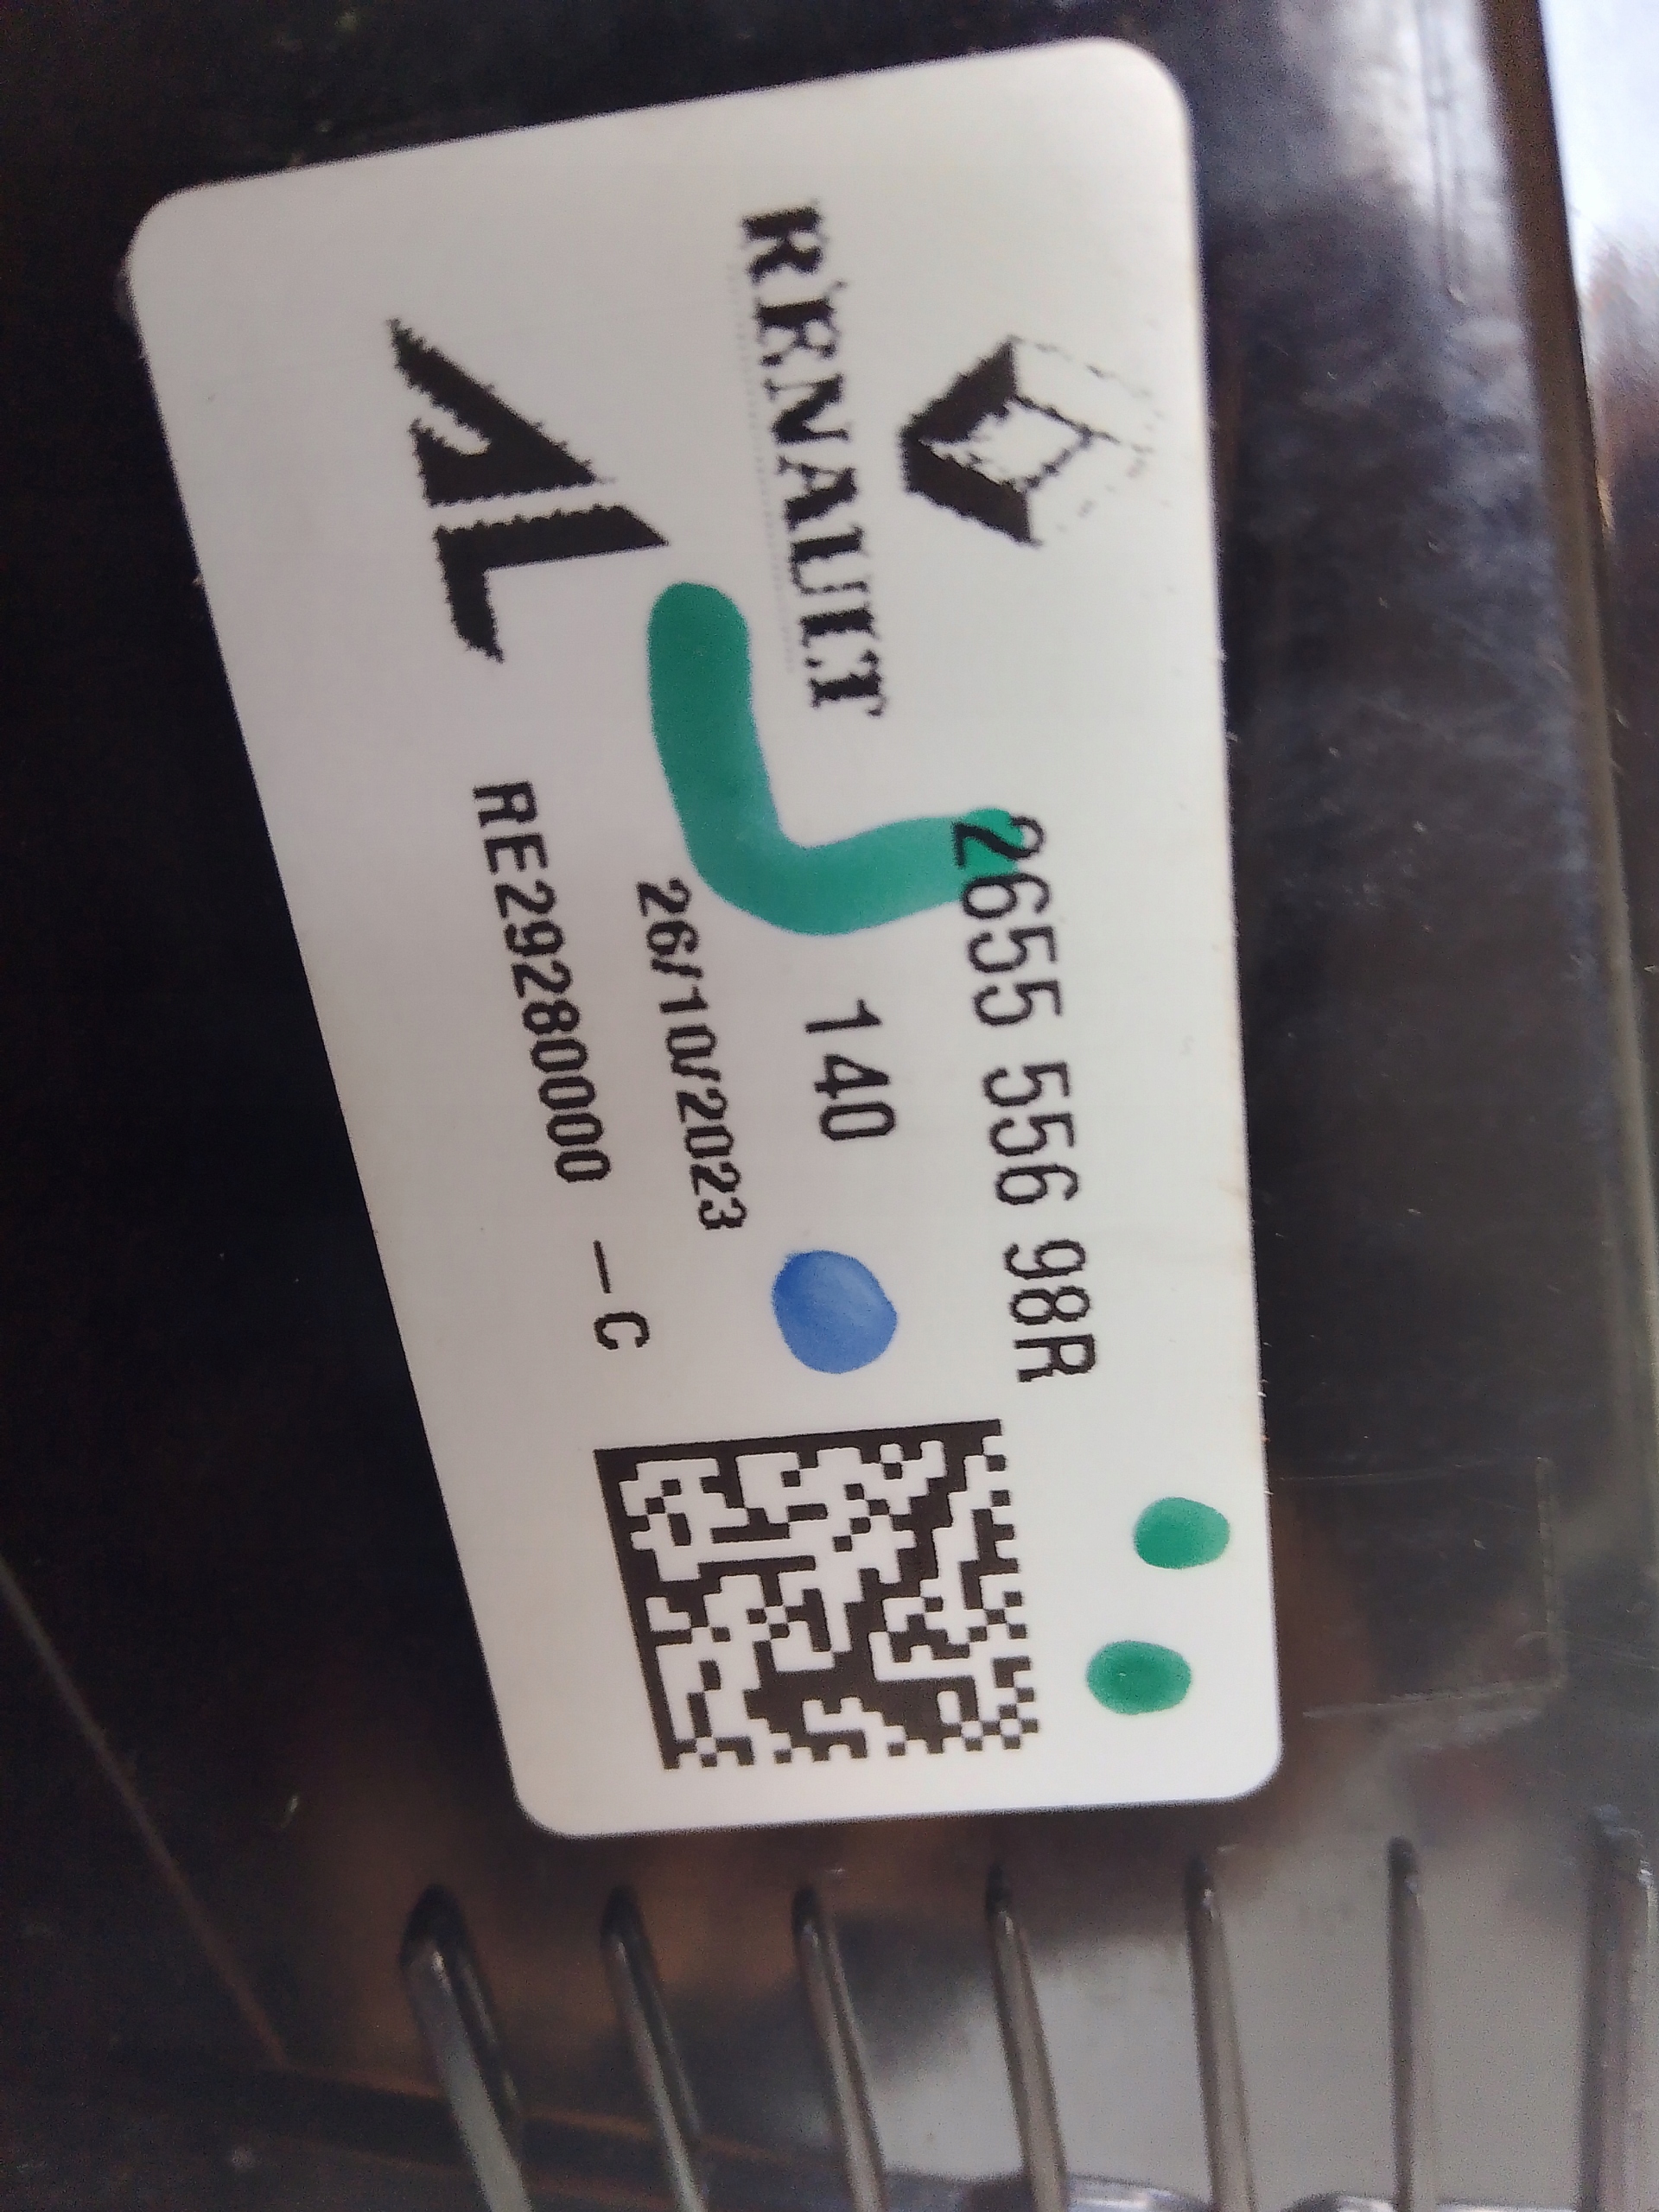 RENAULT
2655 556 98R
140
26/10/2023
AL
RE29280000 - C